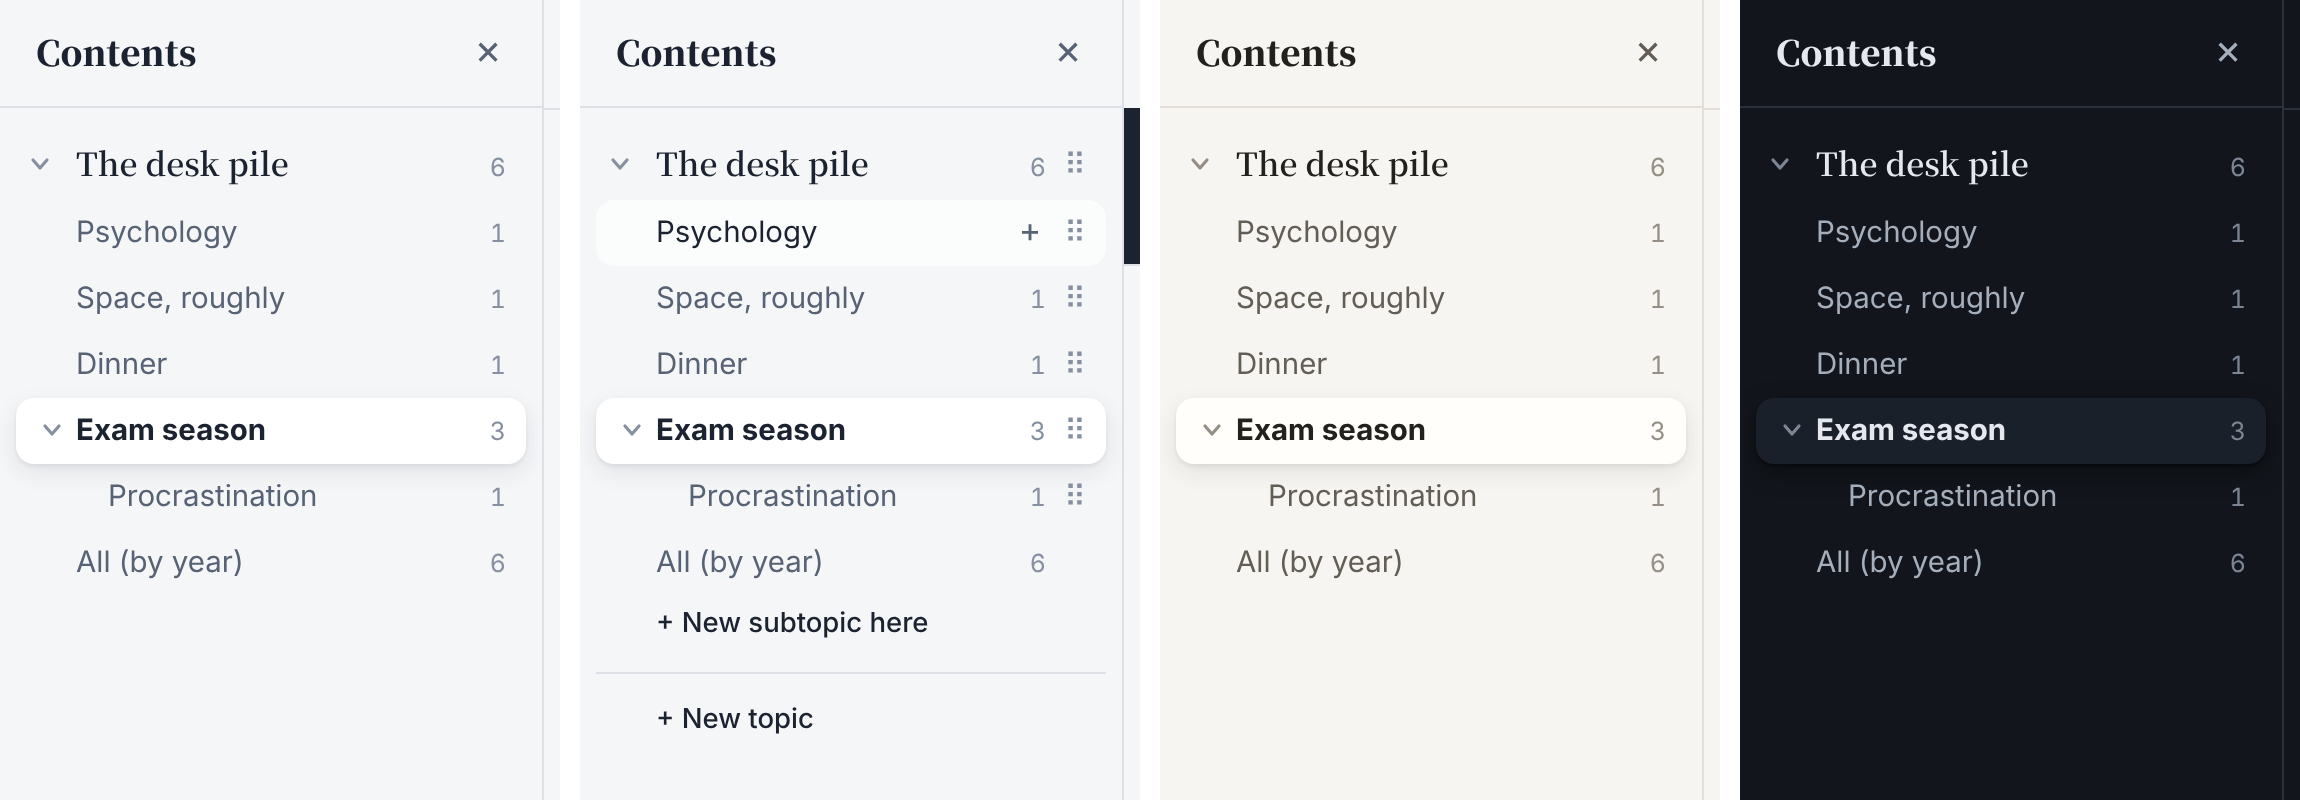 Contents ×
The desk pile 6
Psychology 1
Space, roughly 1
Dinner 1
Exam season 3
Procrastination 1
All (by year) 6
Contents ×
The desk pile 6
Psychology +
Space, roughly 1
Dinner 1
Exam season 3
Procrastination 1
All (by year) 6
+ New subtopic here
+ New topic
Contents ×
The desk pile 6
Psychology 1
Space, roughly 1
Dinner 1
Exam season 3
Procrastination 1
All (by year) 6
Contents ×
The desk pile 6
Psychology 1
Space, roughly 1
Dinner 1
Exam season 3
Procrastination 1
All (by year) 6